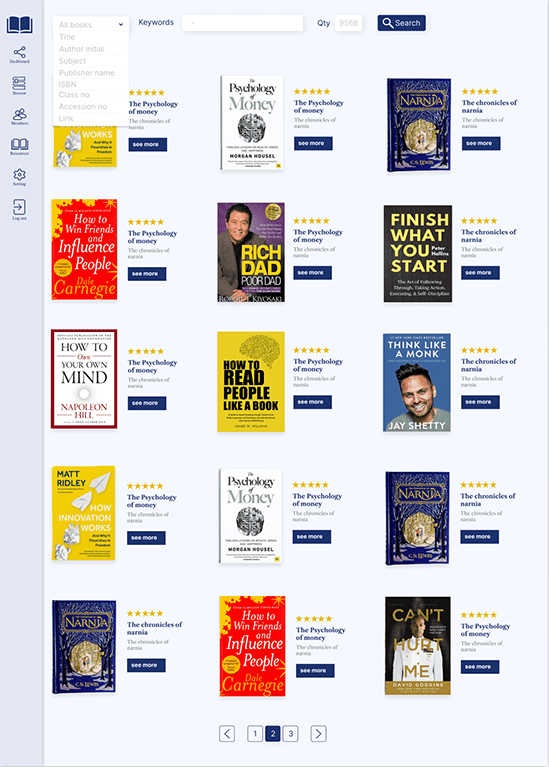 All books
Keywords
-
Qty
9568
Search
Title
Author initial
Subject
Publisher name
ISBN
Class no
Accession no
Link
Dashboard
Borrow
Members
Resources
Setting
Log out
WORKS
And Why It
Flourishes in
Freedom
narnia
see more
The
Psychology
of Money
TIMELESS LESSONS ON WEALTH, GREED,
AND HAPPINESS
MORGAN HOUSEL
The Psychology
of money
The chronicles of
narnia
see more
NARNIA
C. S. LEWIS
The chronicles of
narnia
The chronicles of
narnia
see more
How to
Win Friends
and
Influence
People
Dale
Carnegie
The Psychology
of money
The chronicles of
narnia
see more
RICH
DAD
POOR DAD
ROBERT T. KIYOSAKI
The Psychology
of money
The chronicles of
narnia
see more
FINISH
WHAT
YOU
Peter
Hollins
START
The Art of Following
Through, Taking Action,
Executing, & Self-Discipline
The chronicles of
narnia
The chronicles of
narnia
see more
HOW TO
Own
YOUR OWN
MIND
NAPOLEON
HILL
The Psychology
of money
The chronicles of
narnia
see more
HOW TO
READ
PEOPLE
LIKE A BOOK
The Psychology
of money
The chronicles of
narnia
see more
THINK LIKE
A MONK
JAY SHETTY
The chronicles of
narnia
The chronicles of
narnia
see more
MATT
RIDLEY
HOW
INNOVATION
WORKS
And Why It
Flourishes in
Freedom
The Psychology
of money
The chronicles of
narnia
see more
The
Psychology
of Money
TIMELESS LESSONS ON WEALTH, GREED,
AND HAPPINESS
MORGAN HOUSEL
The Psychology
of money
The chronicles of
narnia
see more
NARNIA
C. S. LEWIS
The chronicles of
narnia
The chronicles of
narnia
see more
NARNIA
C. S. LEWIS
The chronicles of
narnia
The chronicles of
narnia
see more
How to
Win Friends
and
Influence
People
Dale
Carnegie
The Psychology
of money
The chronicles of
narnia
see more
CAN'T
HURT
ME
DAVID GOGGINS
The Psychology
of money
The chronicles of
narnia
see more
1
2
3